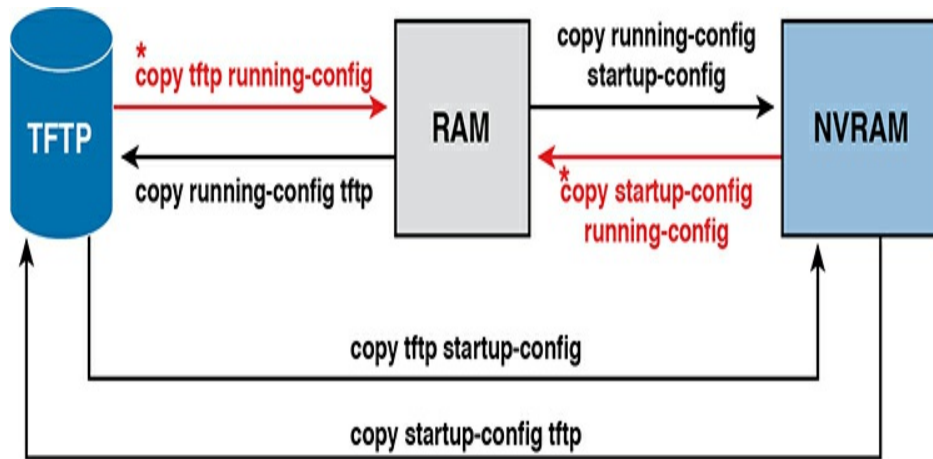 *
copy tftp running-config
TFTP
copy running-config tftp
RAM
copy running-config
startup-config
NVRAM
*
copy startup-config
running-config
copy tftp startup-config
copy startup-config tftp